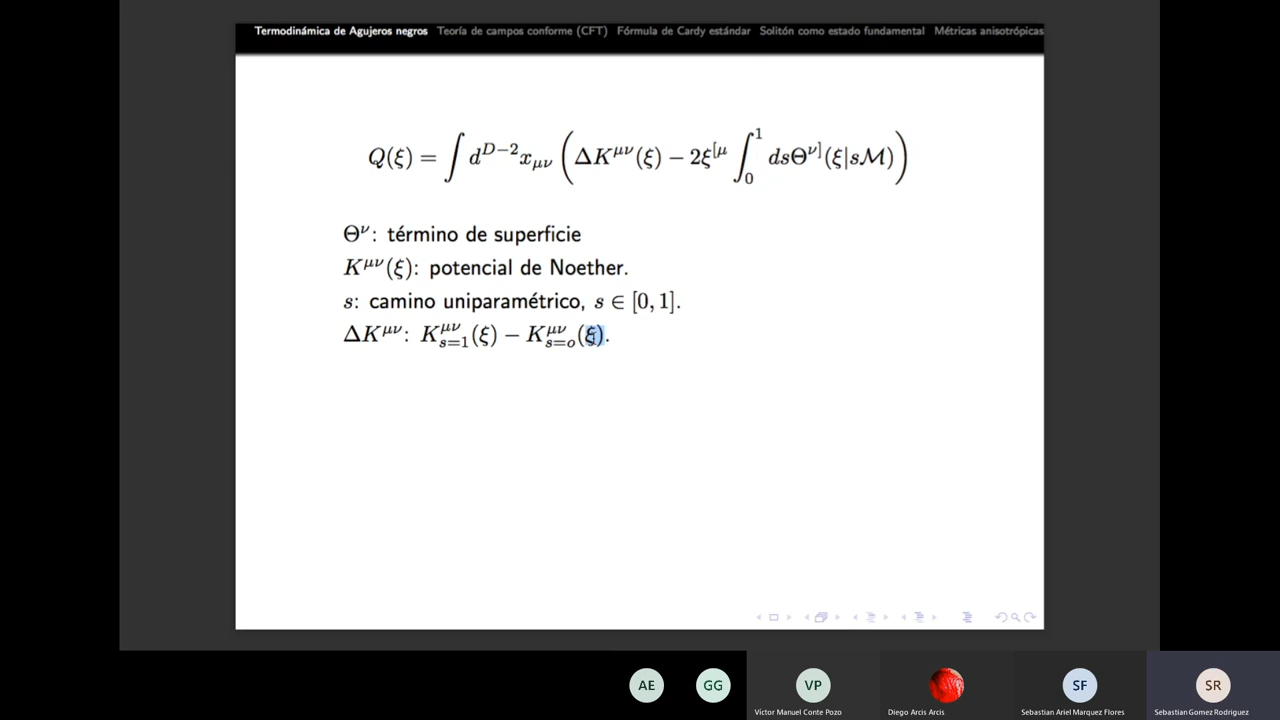 Termodinámica de Agujeros negros Teoría de campos conforme (CFT) Fórmula de Cardy estándar Solitón como estado fundamental Métricas anisotrópicas
Q(ξ) = ∫ d^{D−2}x_{μν} ( ΔK^{μν}(ξ) − 2ξ^{[μ} ∫_0^1 dsΘ^{ν]}(ξ|sM) )
Θ^ν: término de superficie
K^{μν}(ξ): potencial de Noether.
s: camino uniparamétrico, s ∈ [0, 1].
ΔK^{μν}: K^{μν}_{s=1}(ξ) − K^{μν}_{s=o}(ξ).
AE GG VP SF SR
Víctor Manuel Conte Pozo Diego Arcis Arcis Sebastian Ariel Marquez Flores Sebastian Gomez Rodriguez